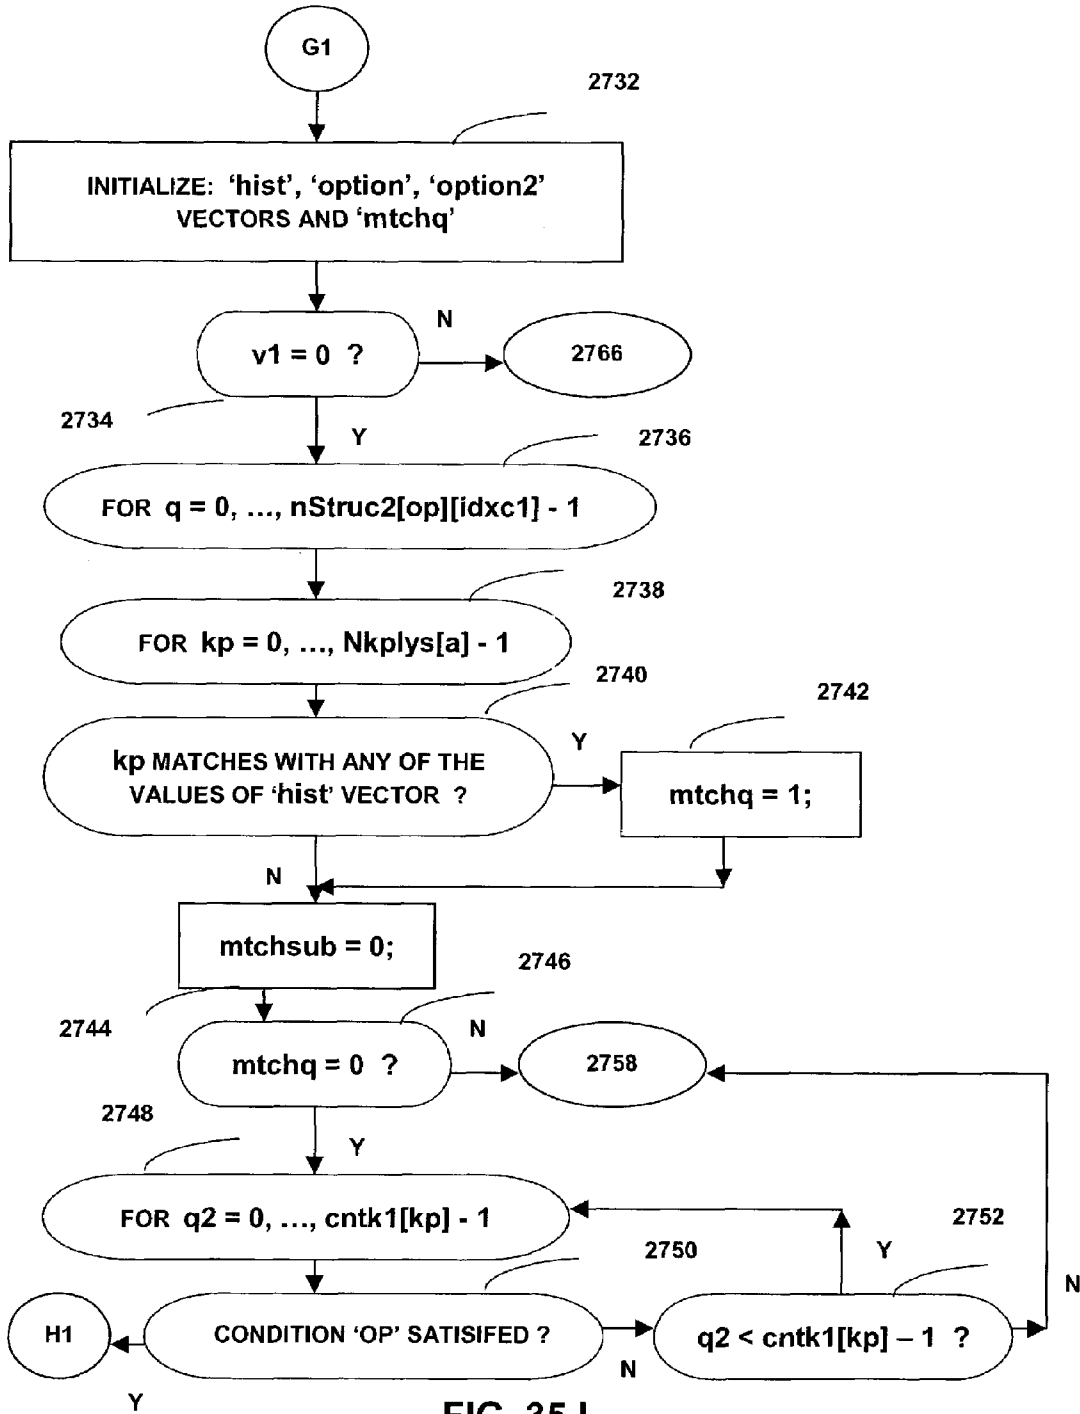 G1
2732
INITIALIZE: ‘hist’, ‘option’, ‘option2’
VECTORS AND ‘mtchq’
N
v1 = 0 ?
2766
2734
Y
2736
FOR q = 0, ..., nStruc2[op][idxc1] - 1
2738
FOR kp = 0, ..., Nkplys[a] - 1
2740
2742
Y
kp MATCHES WITH ANY OF THE
VALUES OF ‘hist’ VECTOR ?
mtchq = 1;
N
mtchsub = 0;
2746
2744
N
mtchq = 0 ?
2758
2748
Y
FOR q2 = 0, ..., cntk1[kp] - 1
2752
2750
Y
N
H1
CONDITION ‘OP’ SATISIFED ?
q2 < cntk1[kp] – 1 ?
N
Y